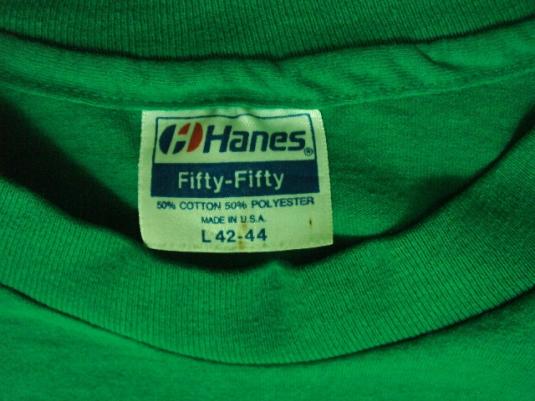 Hanes®
Fifty-Fifty
50% COTTON 50% POLYESTER
MADE IN U.S.A.
L 42-44